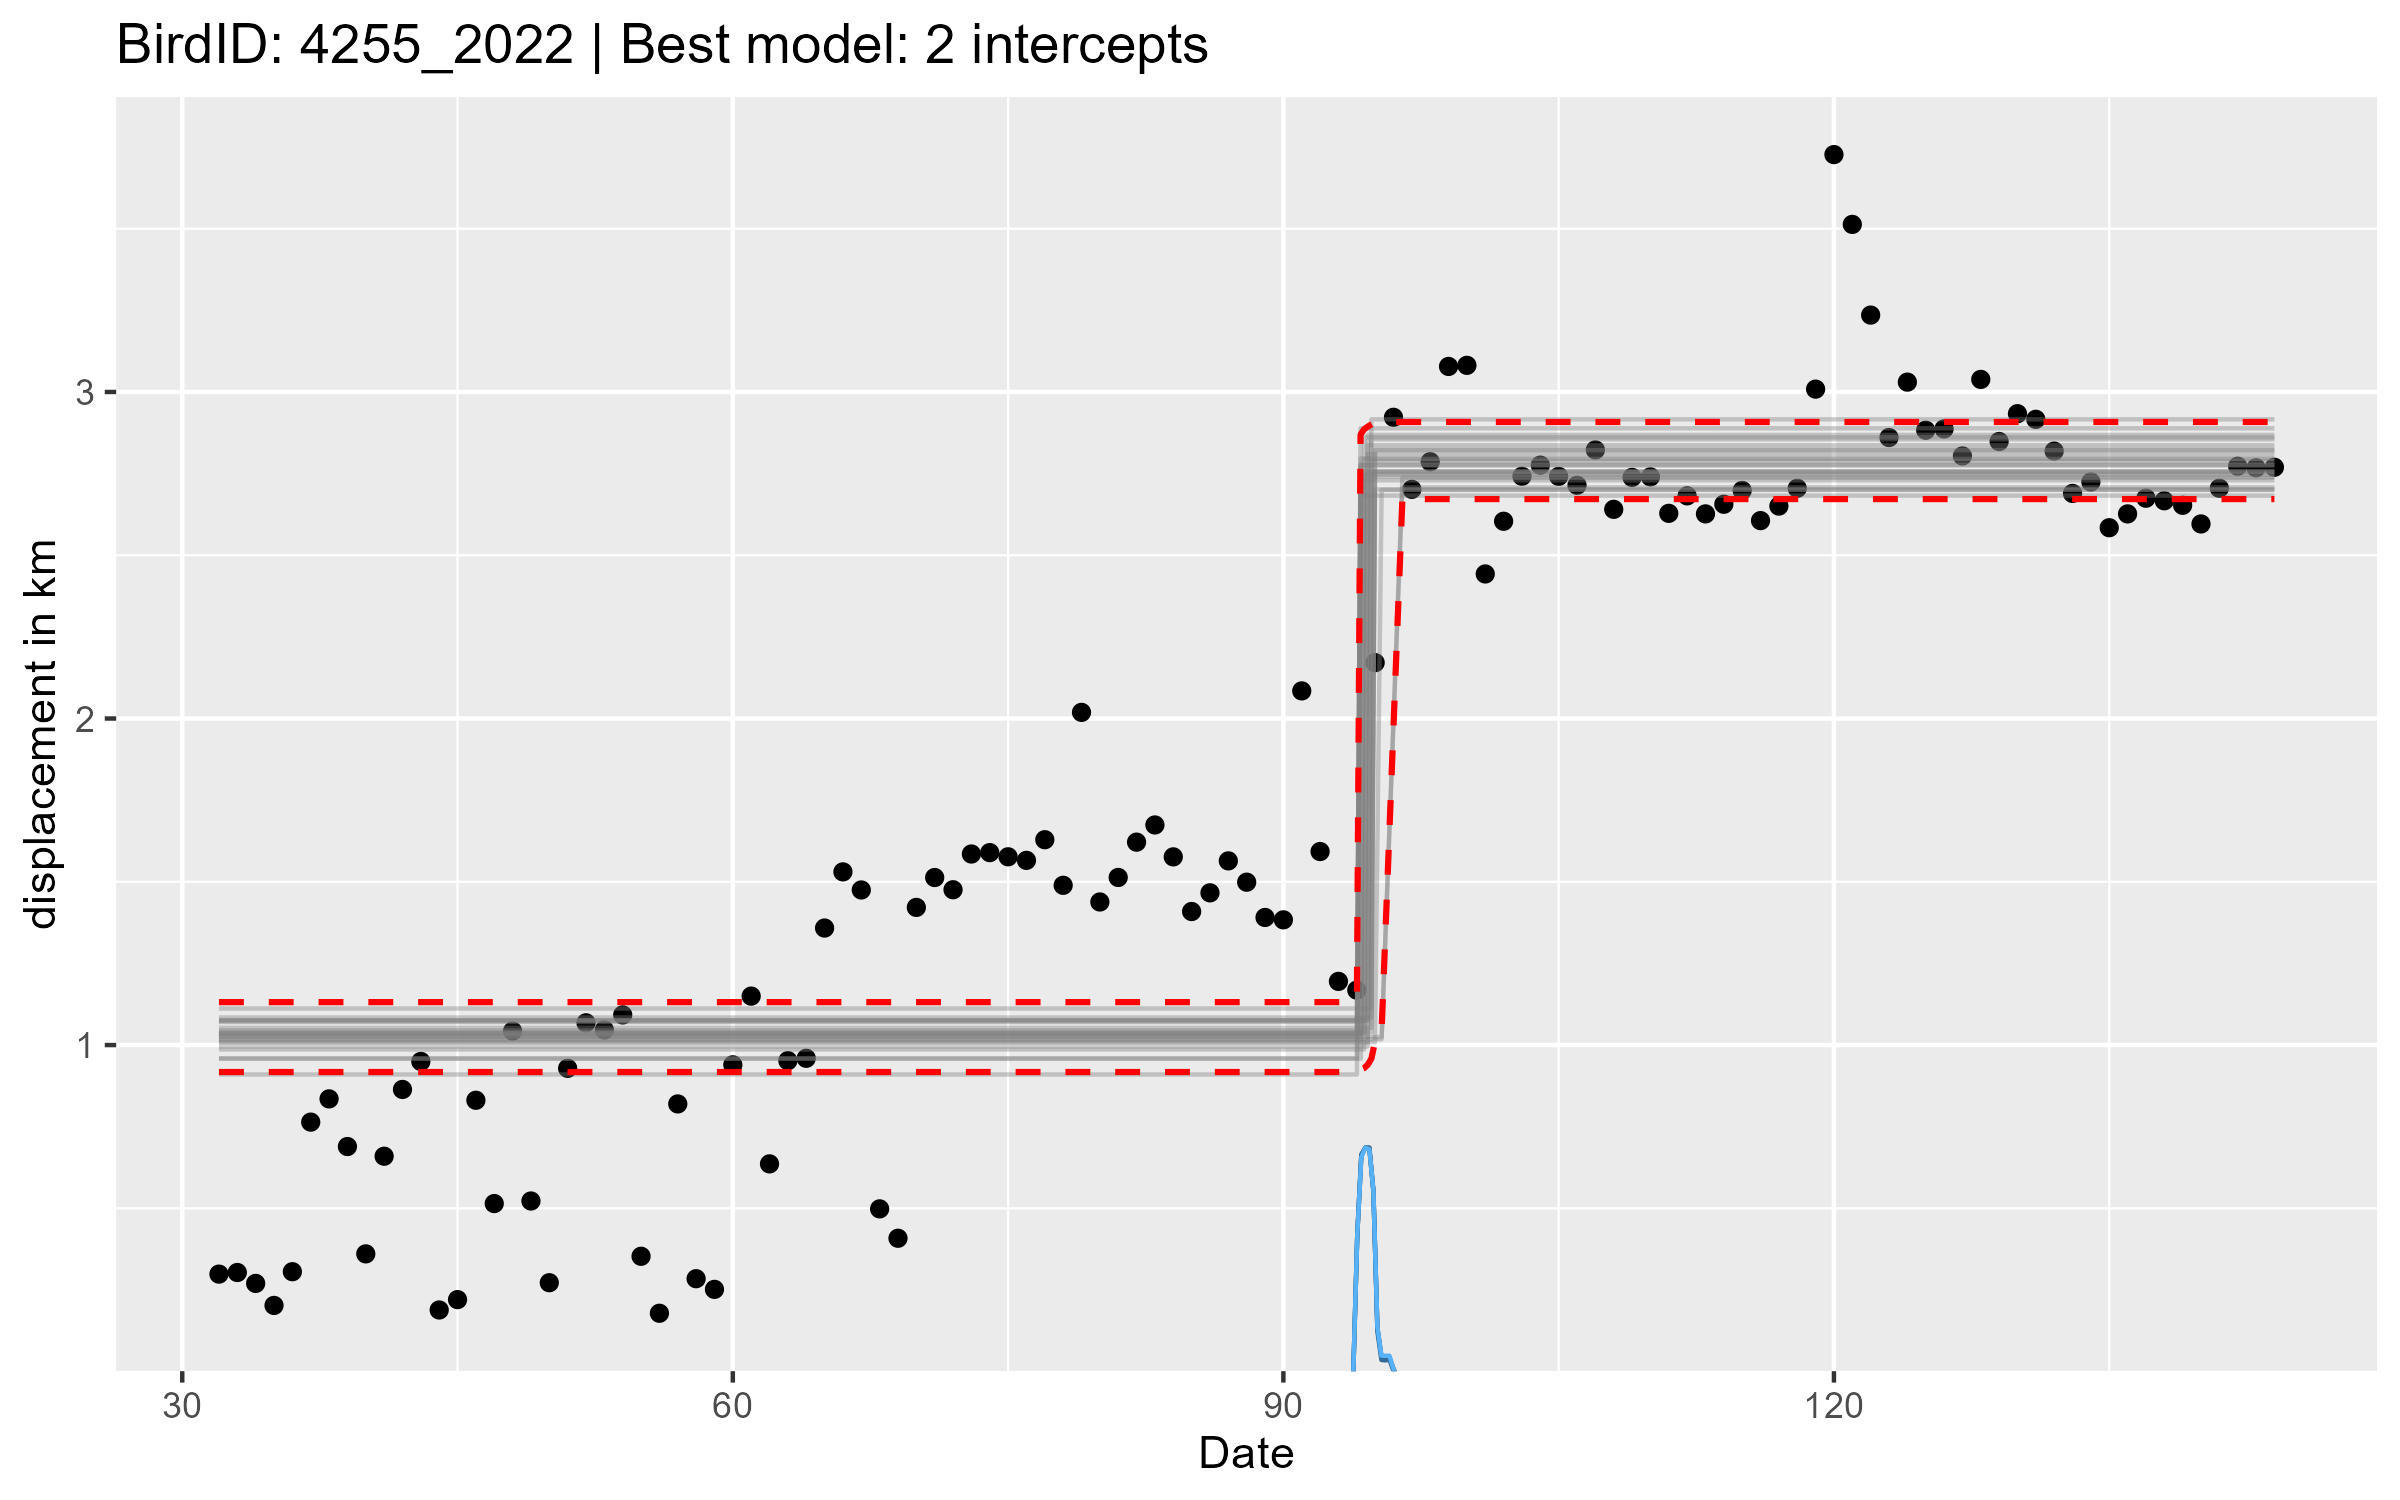 BirdID: 4255_2022 | Best model: 2 intercepts
displacement in km
3
2
1
30 60 90 120
Date